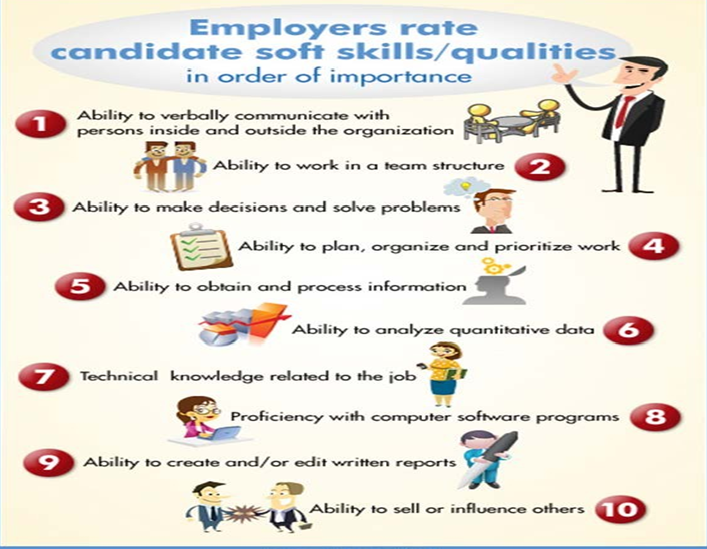 Employers rate
candidate soft skills/qualities
in order of importance
1 Ability to verbally communicate with
persons inside and outside the organization
Ability to work in a team structure 2
3 Ability to make decisions and solve problems
Ability to plan, organize and prioritize work 4
5 Ability to obtain and process information
Ability to analyze quantitative data 6
7 Technical knowledge related to the job
Proficiency with computer software programs 8
9 Ability to create and/or edit written reports
Ability to sell or influence others 10